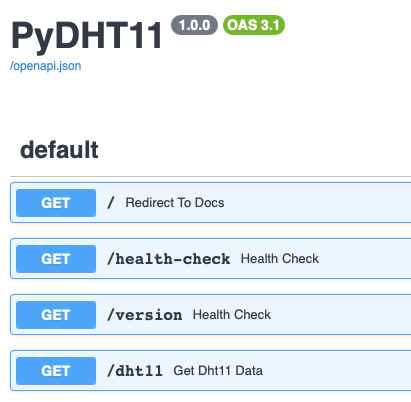 PyDHT11 1.0.0 OAS 3.1
/openapi.json
default
GET / Redirect To Docs
GET /health-check Health Check
GET /version Health Check
GET /dht11 Get Dht11 Data